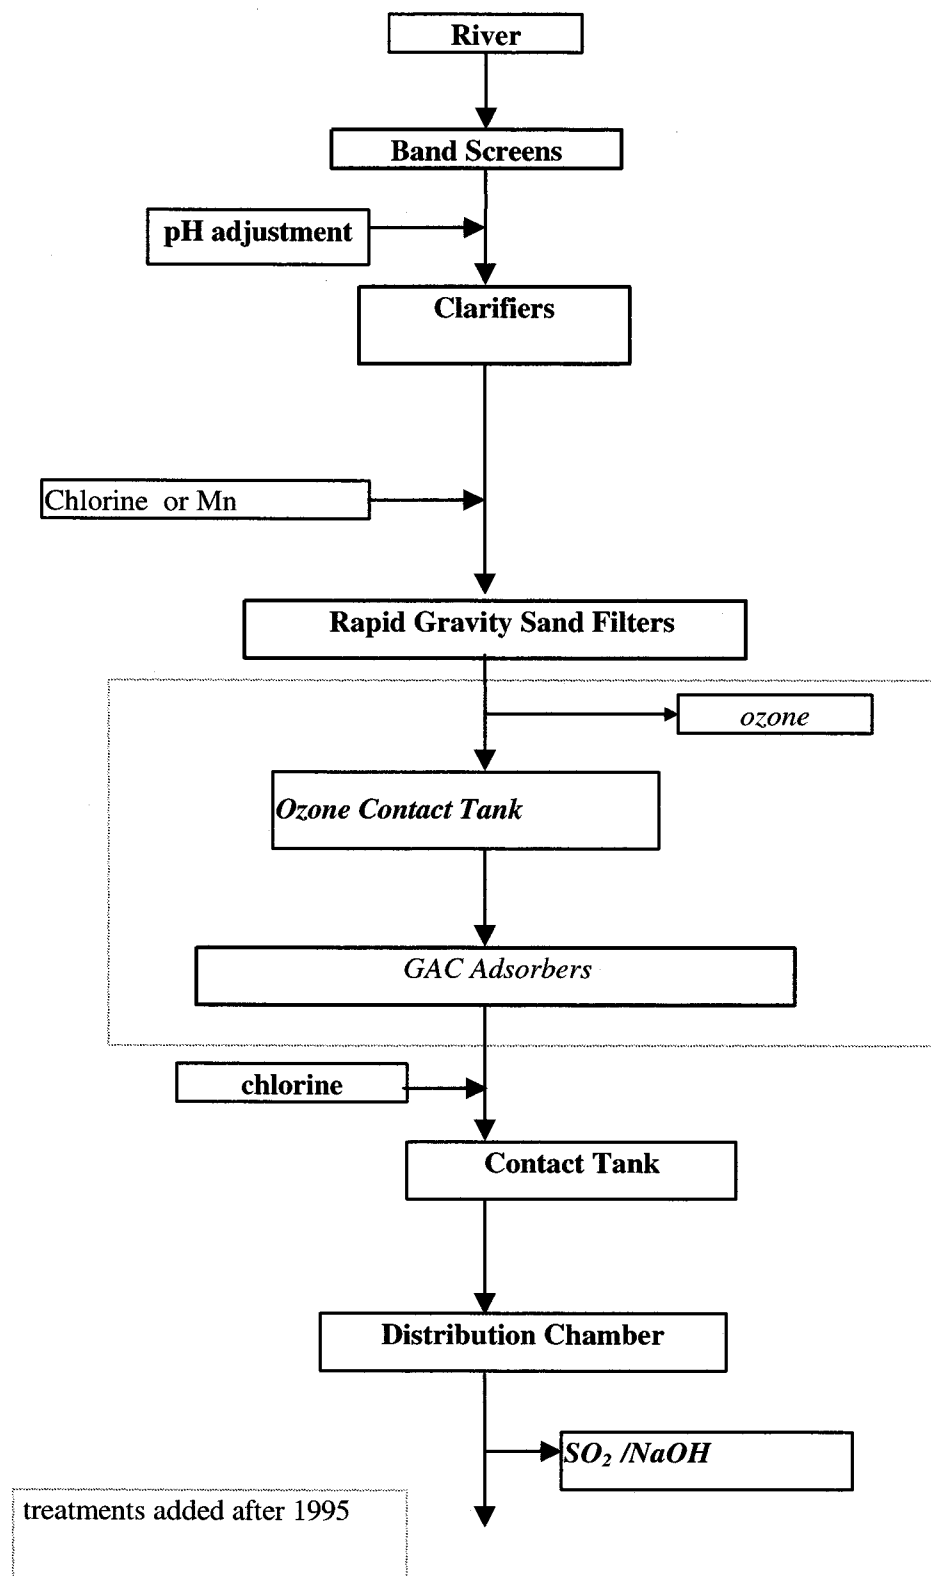 River
Band Screens
pH adjustment
Clarifiers
Chlorine or Mn
Rapid Gravity Sand Filters
ozone
Ozone Contact Tank
GAC Adsorbers
chlorine
Contact Tank
Distribution Chamber
SO₂ /NaOH
treatments added after 1995